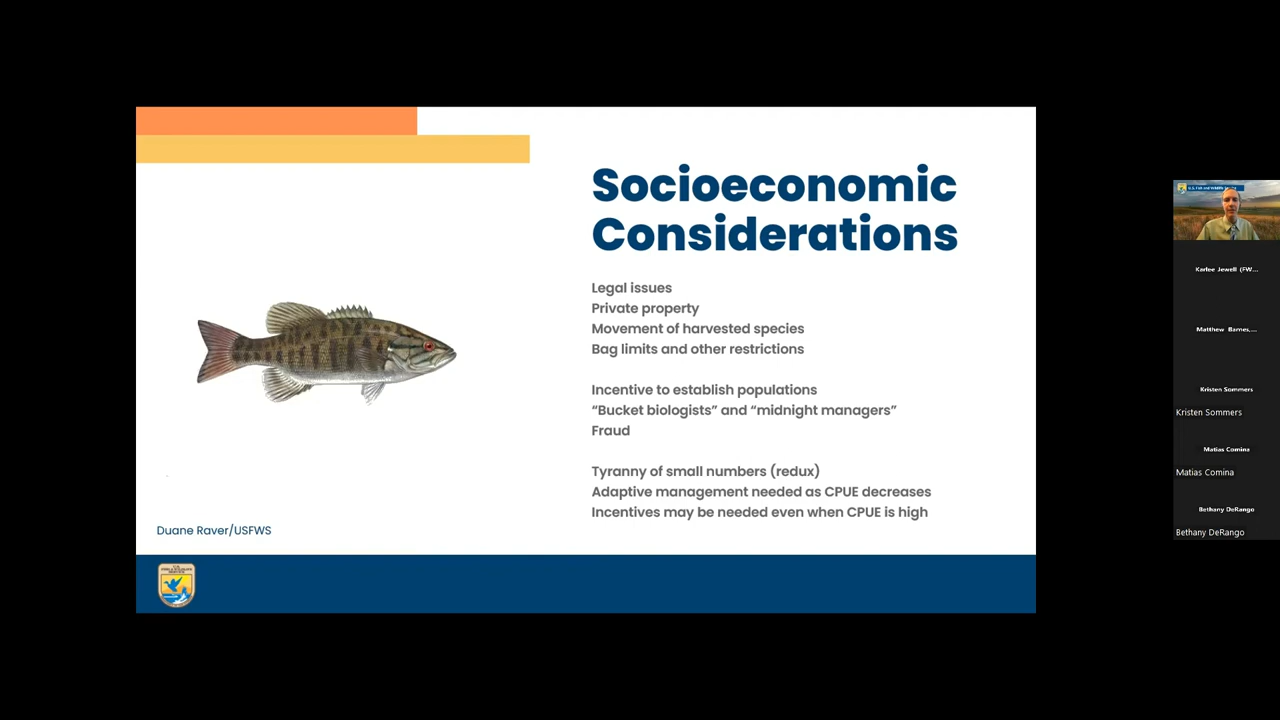 Socioeconomic
Considerations
Legal issues
Private property
Movement of harvested species
Bag limits and other restrictions
Incentive to establish populations
“Bucket biologists” and “midnight managers”
Fraud
Tyranny of small numbers (redux)
Adaptive management needed as CPUE decreases
Incentives may be needed even when CPUE is high
Duane Raver/USFWS
Karlee Jewell (FW...
Matthew Barnes,...
Kristen Sommers
Kristen Sommers
Matias Comina
Matias Comina
Bethany DeRango
Bethany DeRango